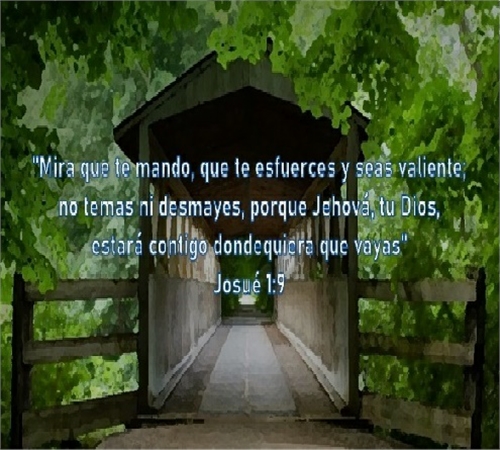 "Mira que te mando, que te esfuerces y seas valiente;
no temas ni desmayes, porque Jehová, tu Dios,
estará contigo dondequiera que vayas"
Josué 1:9